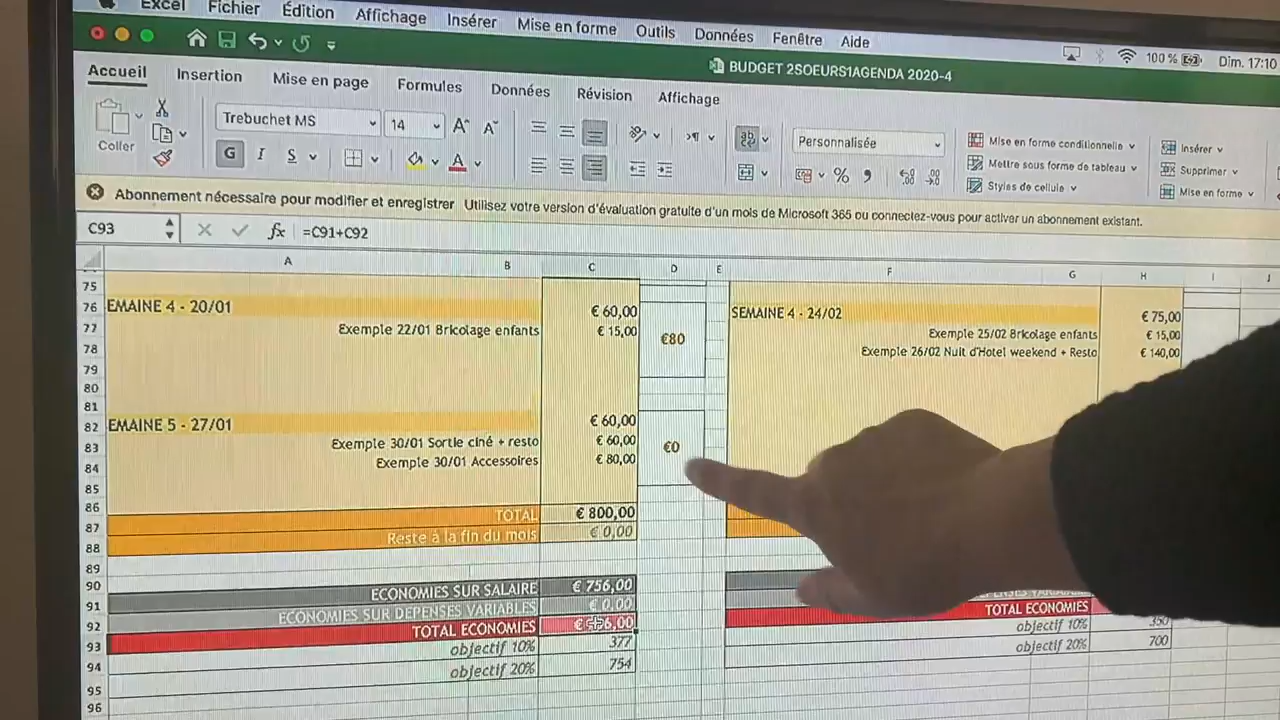 Excel Fichier Édition Affichage Insérer Mise en forme Outils Données Fenêtre Aide 100 % Dim. 17:10
BUDGET 2SOEURS1AGENDA 2020-4
Accueil Insertion Mise en page Formules Données Révision Affichage
Coller
Trebuchet MS 14
G I S
Personnalisée
Mise en forme conditionnelle
Mettre sous forme de tableau
Styles de cellule
Insérer
Supprimer
Mise en forme
Abonnement nécessaire pour modifier et enregistrer Utilisez votre version d'évaluation gratuite d'un mois de Microsoft 365 ou connectez-vous pour activer un abonnement existant.
C93 fx =C91+C92
A B C D E F G H I J
75
76 EMAINE 4 - 20/01 € 60,00 SEMAINE 4 - 24/02 € 75,00
77 Exemple 22/01 Bricolage enfants € 15,00 €80 Exemple 25/02 Bricolage enfants € 15,00
78 Exemple 26/02 Nuit d'Hotel weekend + Resto € 140,00
79
80
81
82 EMAINE 5 - 27/01 € 60,00
83 Exemple 30/01 Sortie ciné + resto € 60,00 €0
84 Exemple 30/01 Accessoires € 80,00
85
86
87 TOTAL € 800,00
88 Reste à la fin du mois € 0,00
89
90
91 ECONOMIES SUR SALAIRE € 756,00
92 ECONOMIES SUR DEPENSES VARIABLES € 0,00
93 TOTAL ECONOMIES TOTAL ECONOMIES
94 objectif 10% 377 objectif 10% 350
95 objectif 20% 754 objectif 20% 700
96